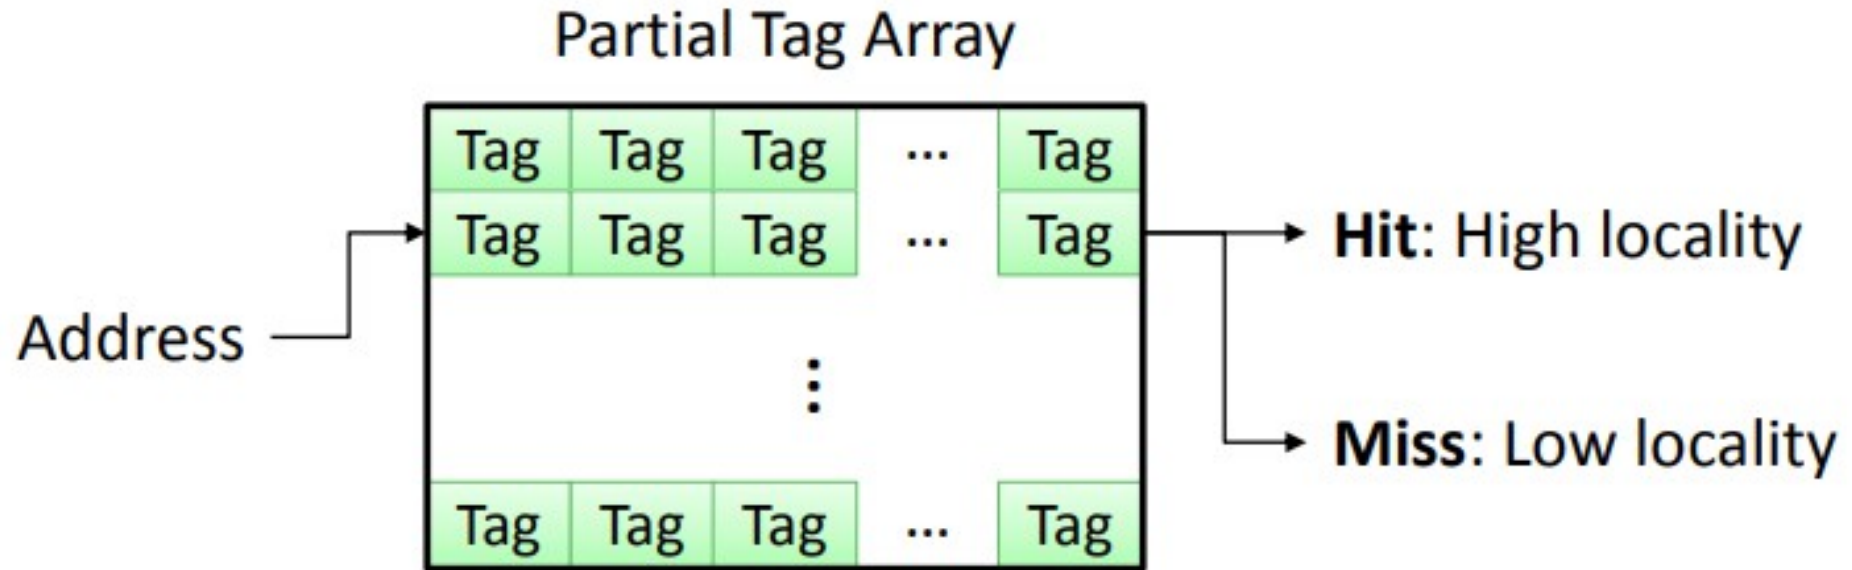 Partial Tag Array
Tag Tag Tag ... Tag
Tag Tag Tag ... Tag
Hit: High locality
Address
⋮
Miss: Low locality
Tag Tag Tag ... Tag